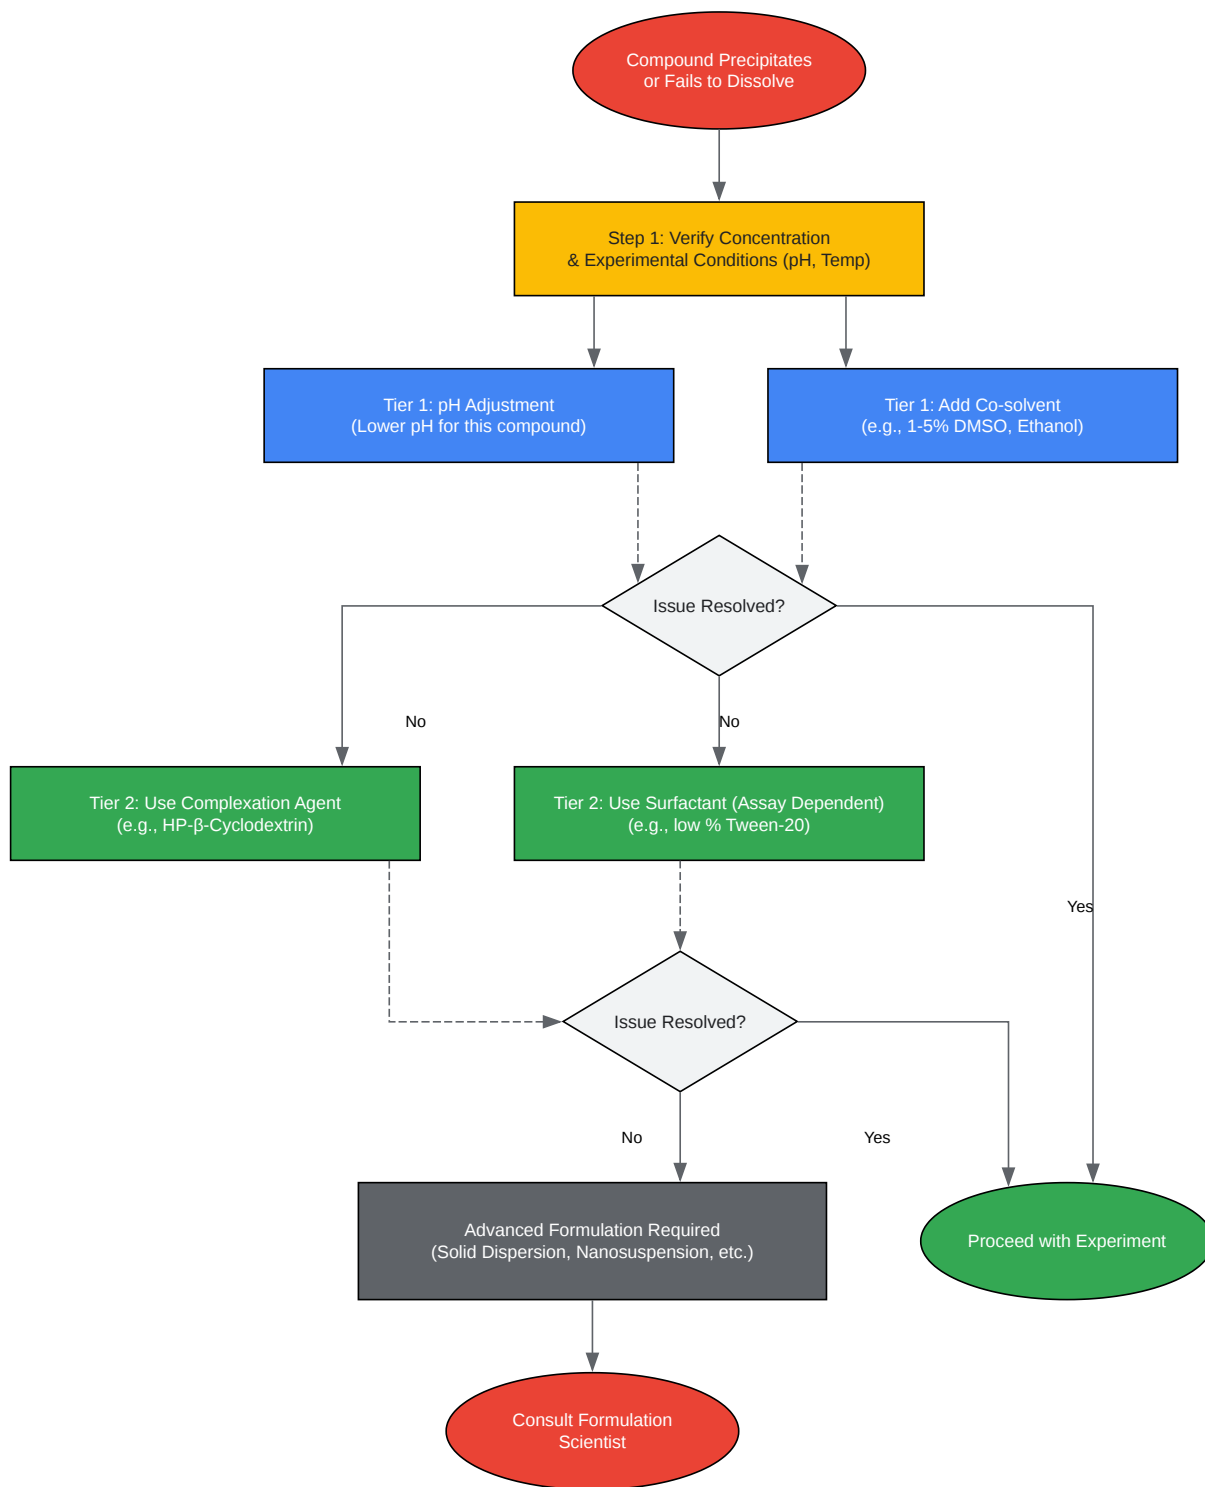 Compound Precipitates
or Fails to Dissolve
Step 1: Verify Concentration
& Experimental Conditions (pH, Temp)
Tier 1: pH Adjustment
(Lower pH for this compound)
Tier 1: Add Co-solvent
(e.g., 1-5% DMSO, Ethanol)
Issue Resolved?
No
No
Tier 2: Use Complexation Agent
(e.g., HP-β-Cyclodextrin)
Tier 2: Use Surfactant (Assay Dependent)
(e.g., low % Tween-20)
Yes
Issue Resolved?
No
Yes
Advanced Formulation Required
(Solid Dispersion, Nanosuspension, etc.)
Proceed with Experiment
Consult Formulation
Scientist